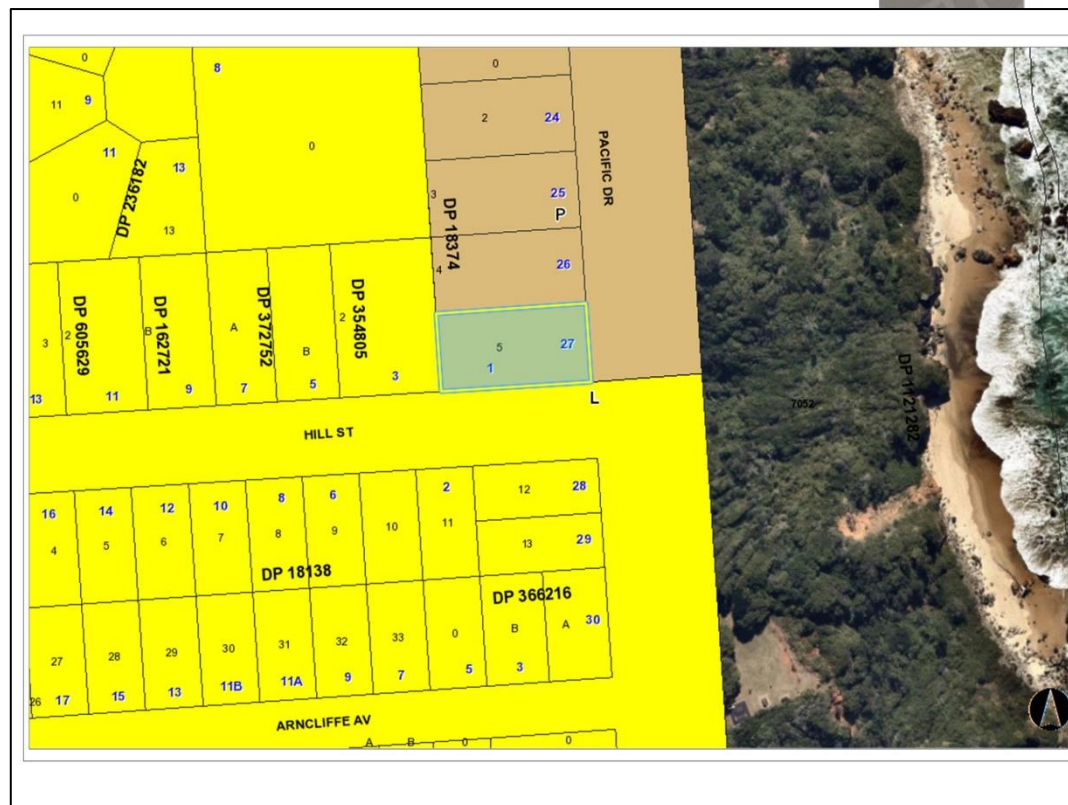 0
8
0
11
9
2
24
11
0
PACIFIC DR
13
DP 236182
3
25
P
0
DP 18374
13
4
26
DP 605629
DP 162721
DP 372752
DP 354805
3
2
B
A
B
2
5
27
1
13
11
9
7
5
3
L
7052
DP 1121282
HILL ST
16
14
12
10
8
6
2
12
28
4
5
6
7
8
9
10
11
13
29
DP 18138
DP 366216
27
28
29
30
31
32
33
0
B
A
30
26
17
15
13
11B
11A
9
7
5
3
ARNCLIFFE AV
A
B
0
0